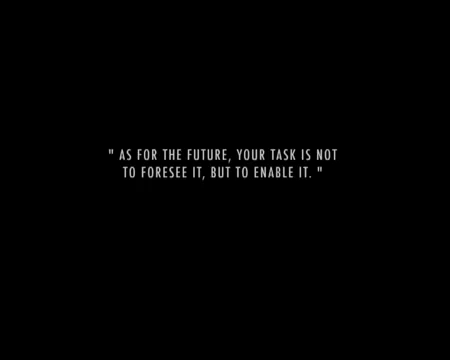 " AS FOR THE FUTURE, YOUR TASK IS NOT
TO FORESEE IT, BUT TO ENABLE IT. "